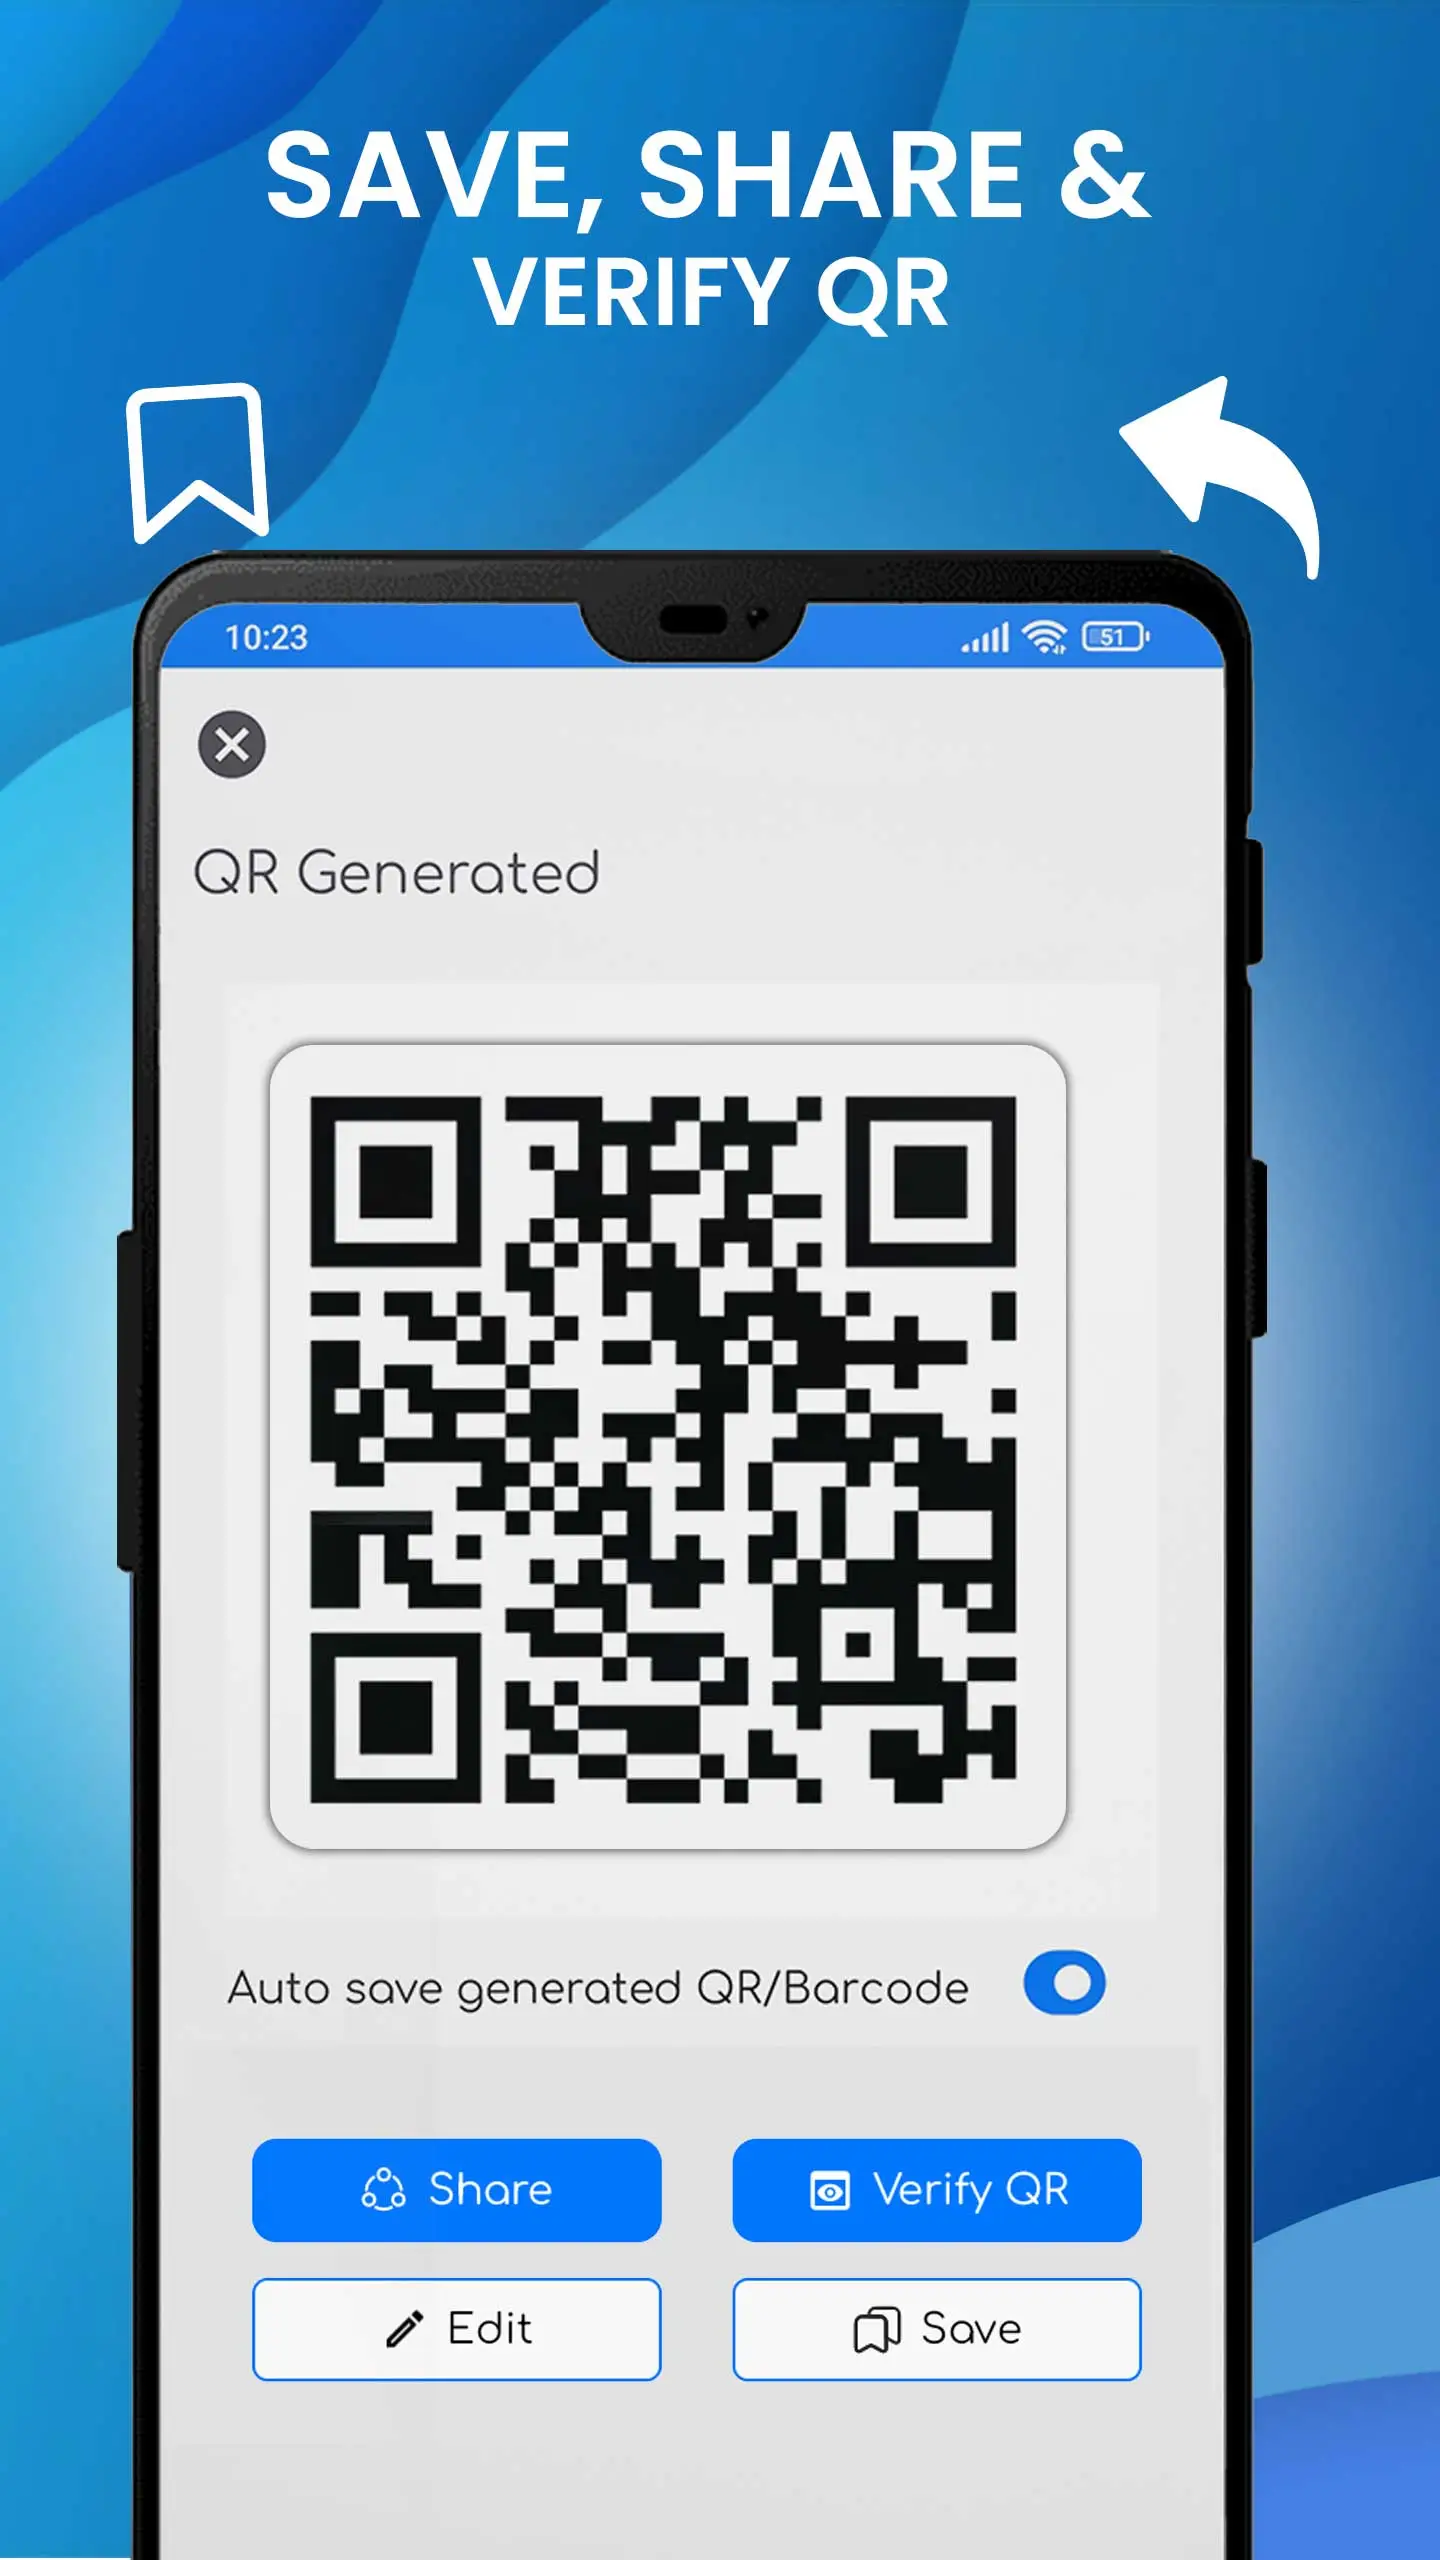 SAVE, SHARE &
VERIFY QR
10:23
51
QR Generated
Auto save generated QR/Barcode
Share
Verify QR
Edit
Save